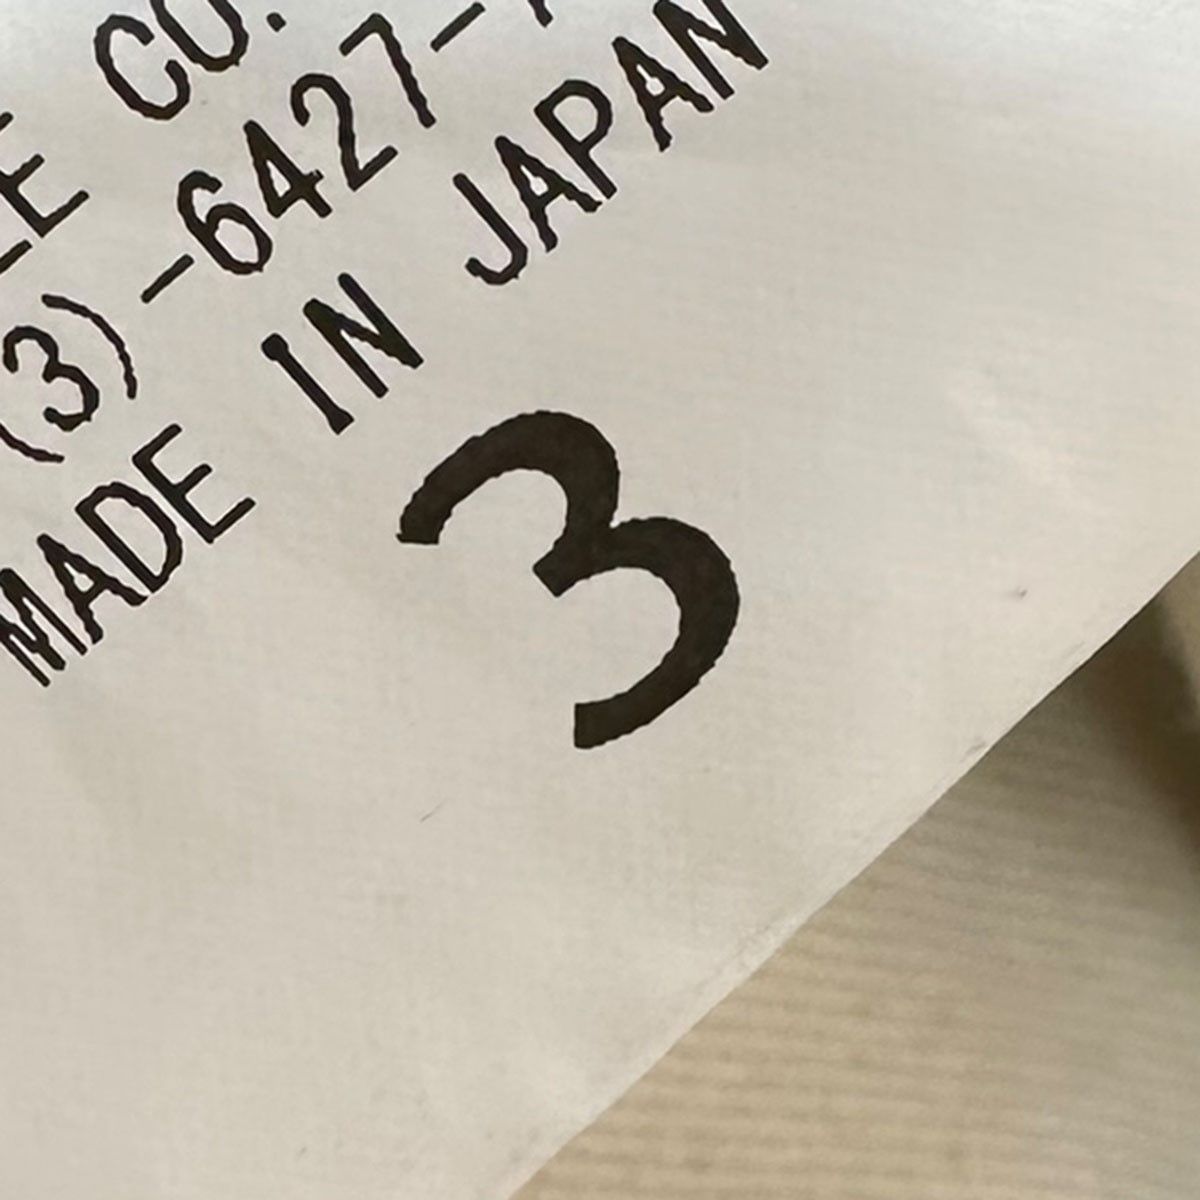 CO.
(3)-6427-
MADE IN JAPAN
3